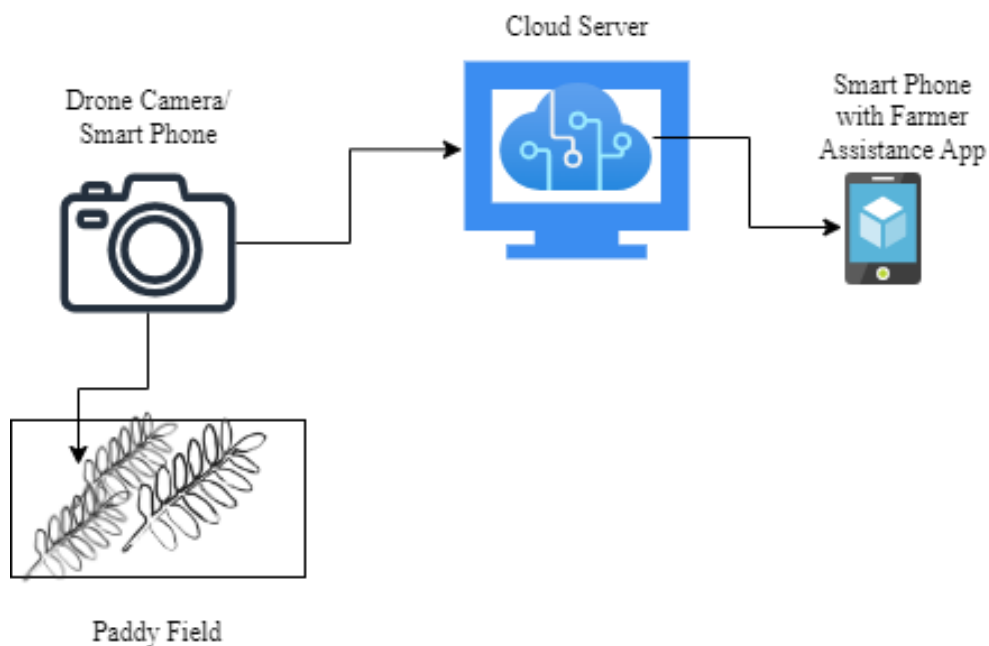 Cloud Server
Drone Camera/
Smart Phone
Smart Phone
with Farmer
Assistance App
Paddy Field